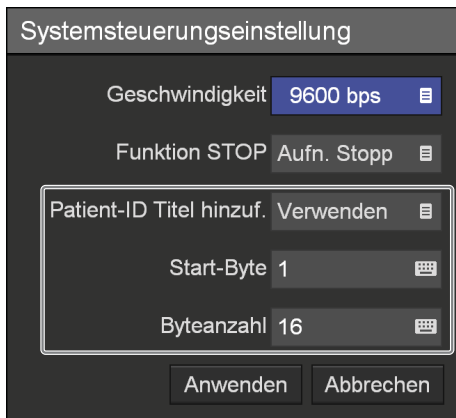 Systemsteuerungseinstellung
Geschwindigkeit 9600 bps
Funktion STOP Aufn. Stopp
Patient-ID Titel hinzuf. Verwenden
Start-Byte 1
Byteanzahl 16
Anwenden Abbrechen